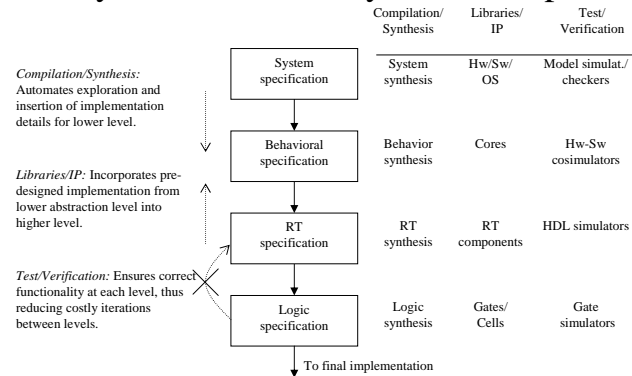 Compilation/ Libraries/ Test/
Synthesis IP Verification
System specification
System synthesis
Hw/Sw/ OS
Model simulat./ checkers
Compilation/Synthesis:
Automates exploration and
insertion of implementation
details for lower level.
Behavioral specification
Behavior synthesis
Cores
Hw-Sw cosimulators
Libraries/IP: Incorporates pre-
designed implementation from
lower abstraction level into
higher level.
RT specification
RT synthesis
RT components
HDL simulators
Test/Verification: Ensures correct
functionality at each level, thus
reducing costly iterations
between levels.
Logic specification
Logic synthesis
Gates/ Cells
Gate simulators
To final implementation